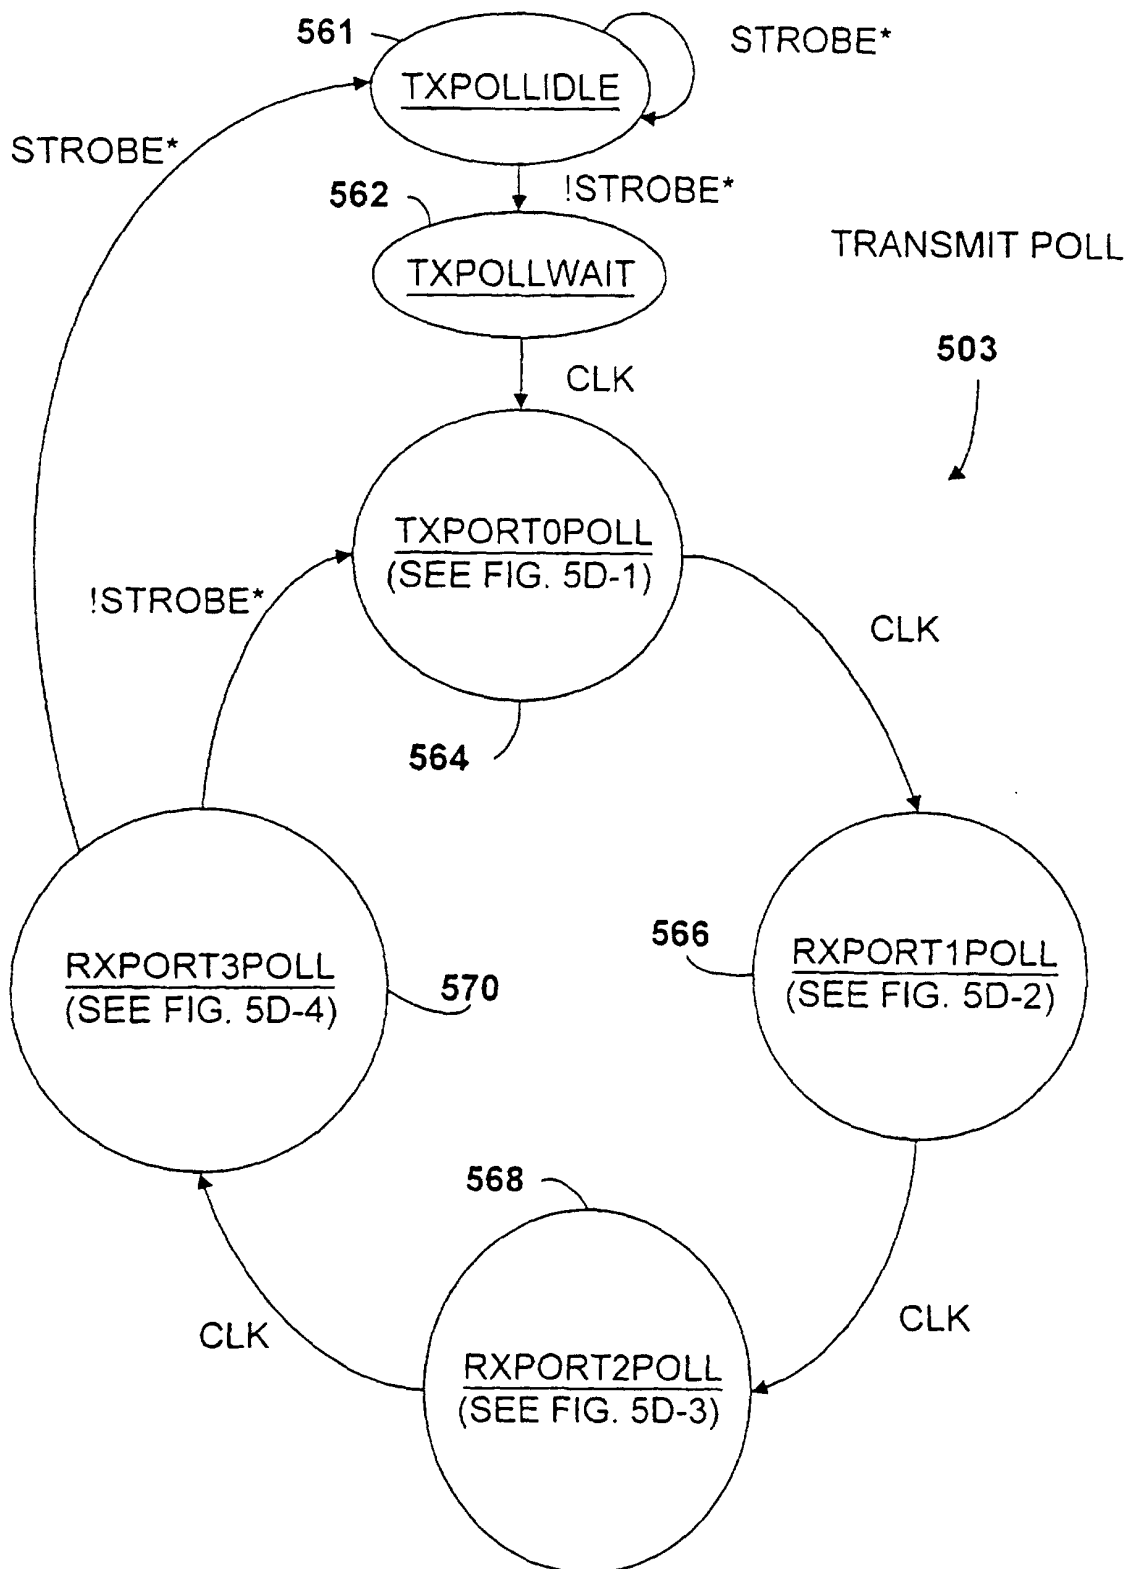 561
STROBE*
TXPOLLIDLE
STROBE*
562
!STROBE*
TXPOLLWAIT
TRANSMIT POLL
503
CLK
TXPORT0POLL
(SEE FIG. 5D-1)
!STROBE*
CLK
564
566
RXPORT1POLL
(SEE FIG. 5D-2)
RXPORT3POLL
(SEE FIG. 5D-4)
570
568
CLK
CLK
RXPORT2POLL
(SEE FIG. 5D-3)